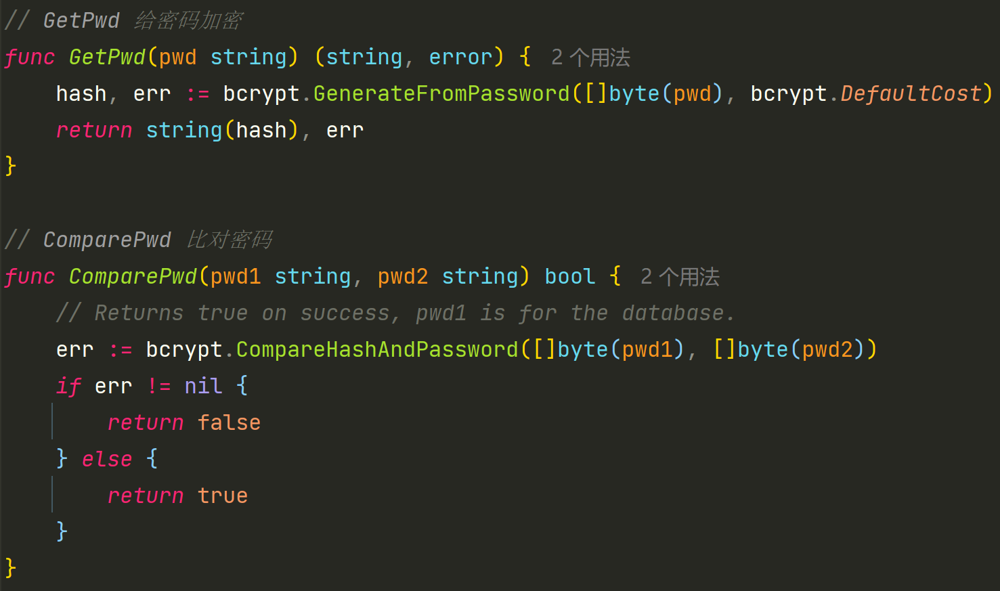 // GetPwd 给密码加密
func GetPwd(pwd string) (string, error) { 2 个用法
    hash, err := bcrypt.GenerateFromPassword([]byte(pwd), bcrypt.DefaultCost)
    return string(hash), err
}
// ComparePwd 比对密码
func ComparePwd(pwd1 string, pwd2 string) bool { 2 个用法
    // Returns true on success, pwd1 is for the database.
    err := bcrypt.CompareHashAndPassword([]byte(pwd1), []byte(pwd2))
    if err != nil {
        return false
    } else {
        return true
    }
}